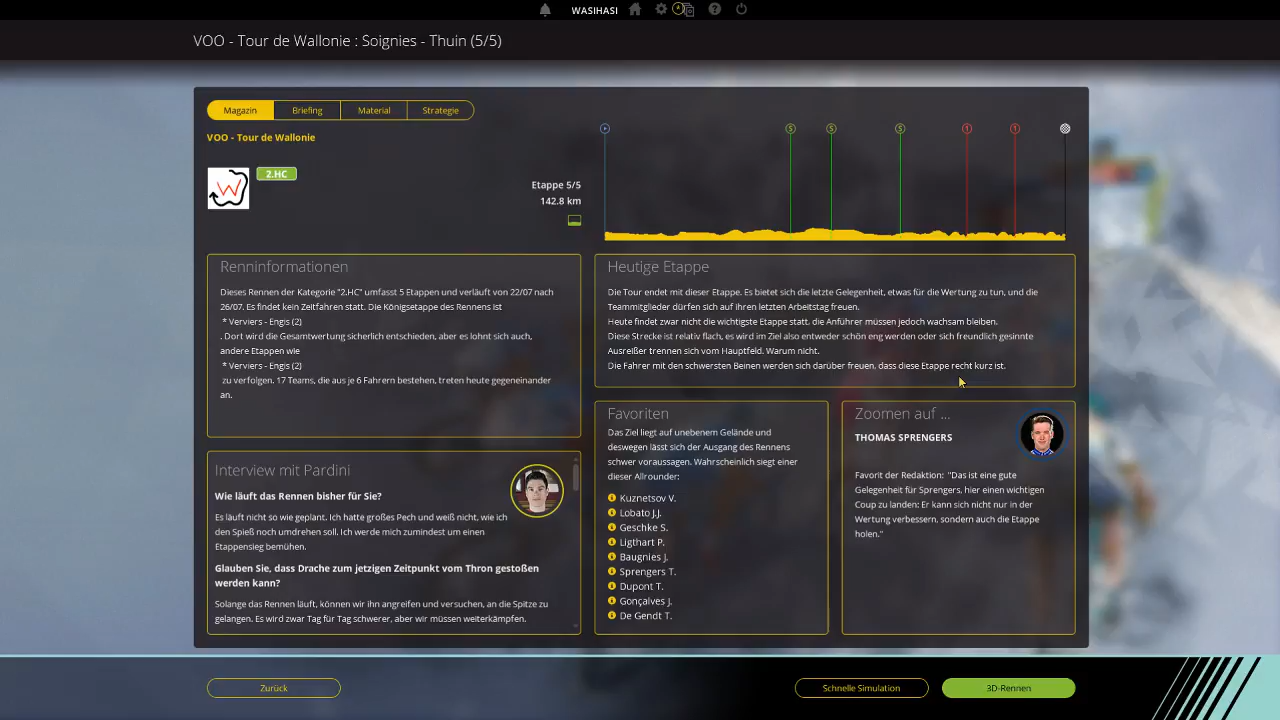 WASIHASI
VOO - Tour de Wallonie : Soignies - Thuin (5/5)
Magazin
Briefing
Material
Strategie
VOO - Tour de Wallonie
W
2.HC
Etappe 5/5
142.8 km
S
S
S
1
1
Renninformationen
Dieses Rennen der Kategorie "2.HC" umfasst 5 Etappen und verläuft von 22/07 nach
26/07. Es findet kein Zeitfahren statt. Die Königsetappe des Rennens ist
* Verviers - Engis (2)
. Dort wird die Gesamtwertung sicherlich entschieden, aber es lohnt sich auch,
andere Etappen wie
* Verviers - Engis (2)
zu verfolgen. 17 Teams, die aus je 6 Fahrern bestehen, treten heute gegeneinander
an.
Heutige Etappe
Die Tour endet mit dieser Etappe. Es bietet sich die letzte Gelegenheit, etwas für die Wertung zu tun, und die
Teammitglieder dürfen sich auf ihren letzten Arbeitstag freuen.
Heute findet zwar nicht die wichtigste Etappe statt, die Anführer müssen jedoch wachsam bleiben.
Diese Strecke ist relativ flach, es wird im Ziel also entweder schön eng werden oder sich freundlich gesinnte
Ausreißer trennen sich vom Hauptfeld. Warum nicht.
Die Fahrer mit den schwersten Beinen werden sich darüber freuen, dass diese Etappe recht kurz ist.
Interview mit Pardini
Wie läuft das Rennen bisher für Sie?
Es läuft nicht so wie geplant. Ich hatte großes Pech und weiß nicht, wie ich
den Spieß noch umdrehen soll. Ich werde mich zumindest um einen
Etappensieg bemühen.
Glauben Sie, dass Drache zum jetzigen Zeitpunkt vom Thron gestoßen
werden kann?
Solange das Rennen läuft, können wir ihn angreifen und versuchen, an die Spitze zu
gelangen. Es wird zwar Tag für Tag schwerer, aber wir müssen weiterkämpfen.
Favoriten
Das Ziel liegt auf unebenem Gelände und
deswegen lässt sich der Ausgang des Rennens
schwer voraussagen. Wahrscheinlich siegt einer
dieser Allrounder:
Kuznetsov V.
Lobato J.J.
Geschke S.
Ligthart P.
Baugnies J.
Sprengers T.
Dupont T.
Gonçalves J.
De Gendt T.
Zoomen auf ...
THOMAS SPRENGERS
Favorit der Redaktion: "Das ist eine gute
Gelegenheit für Sprengers, hier einen wichtigen
Coup zu landen: Er kann sich nicht nur in der
Wertung verbessern, sondern auch die Etappe
holen."
Zurück
Schnelle Simulation
3D-Rennen